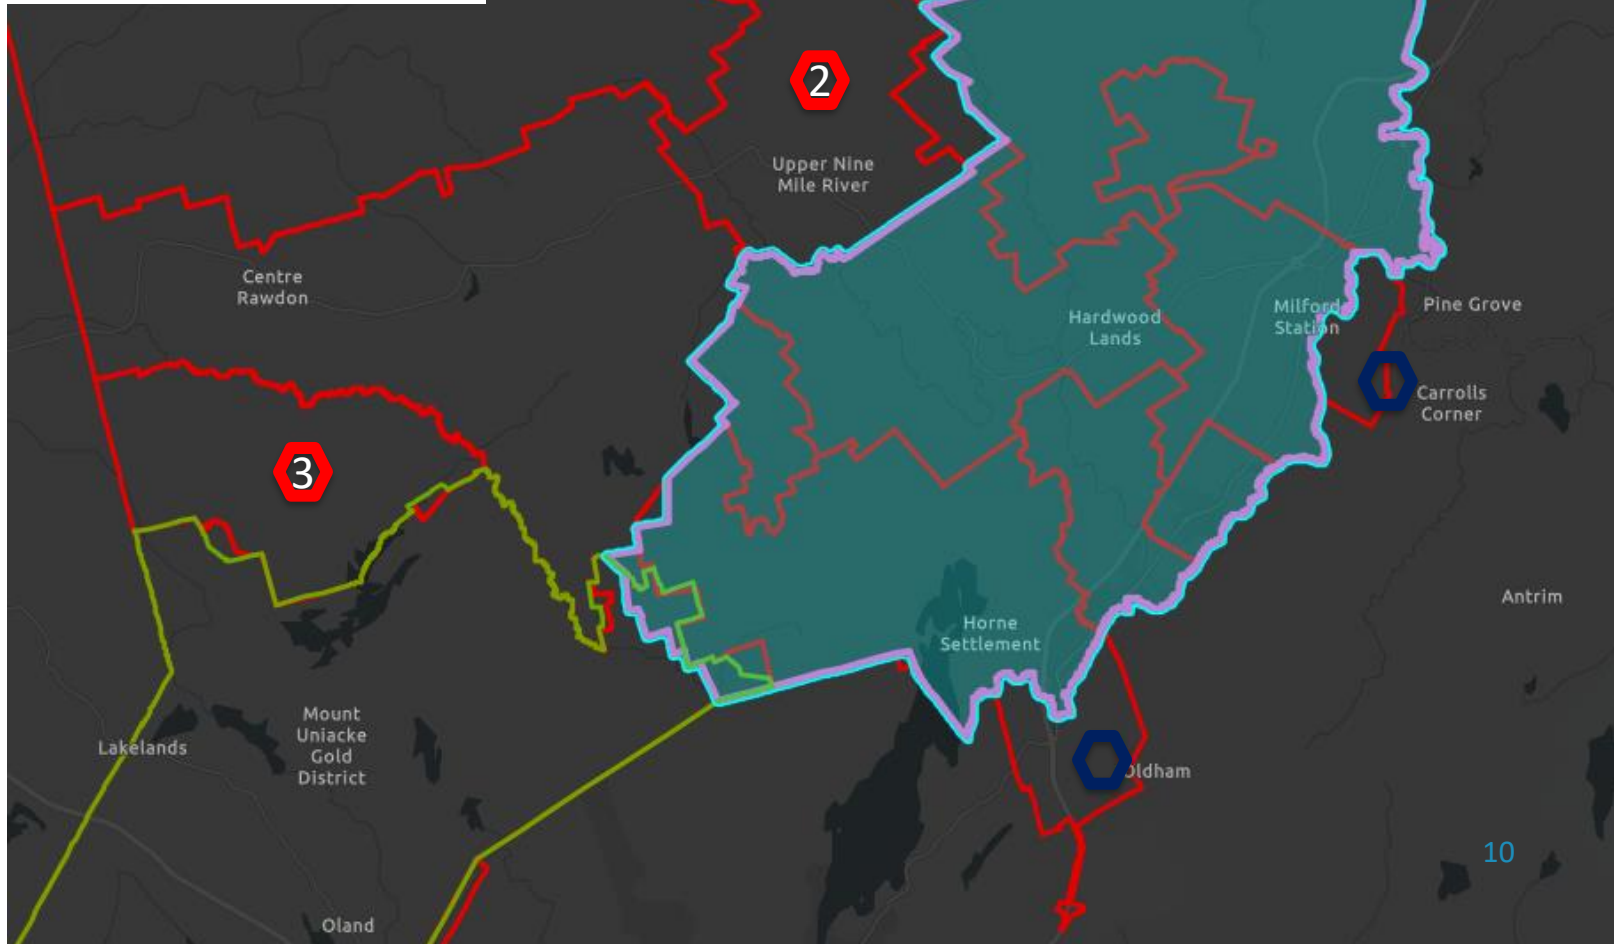 2
Upper Nine
Mile River
Centre
Rawdon
Hardwood
Lands
Milford
Station
Pine Grove
Carrolls
Corner
3
Antrim
Horne
Settlement
Mount
Uniacke
Gold
District
Lakelands
Oldham
10
Oland